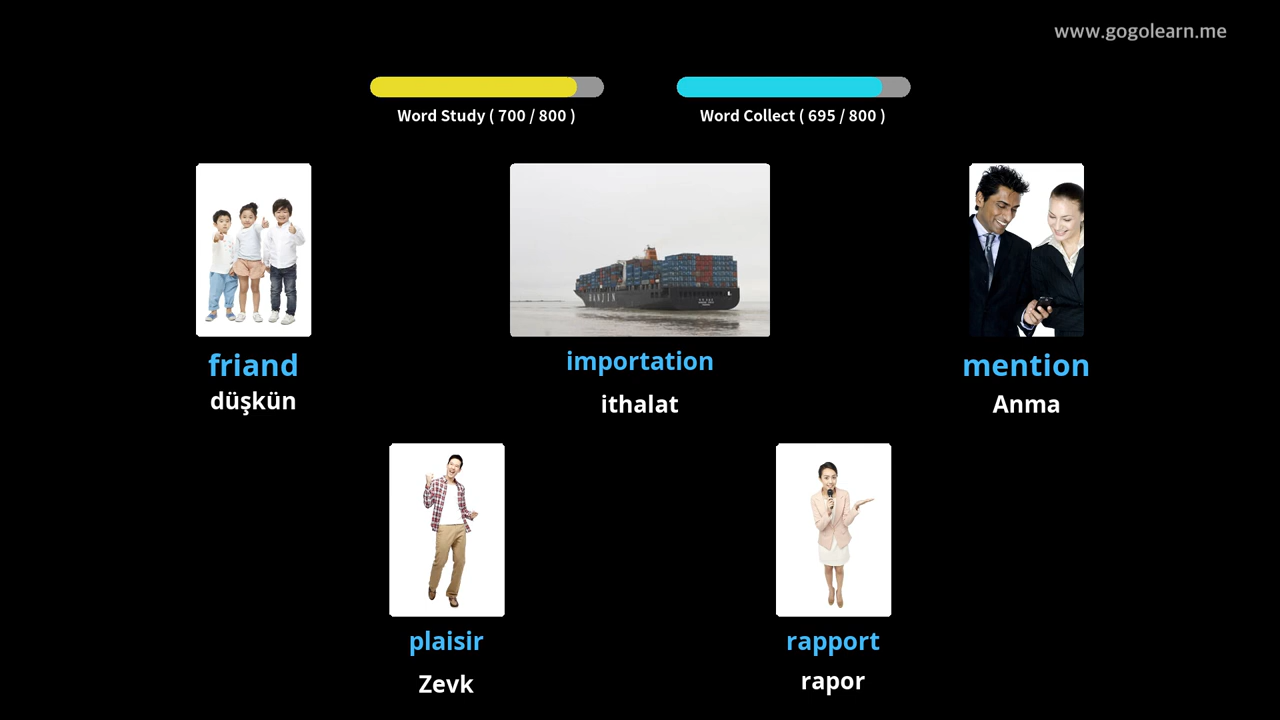 www.gogolearn.me
Word Study ( 700 / 800 )
Word Collect ( 695 / 800 )
friand
düşkün
importation
ithalat
mention
Anma
plaisir
Zevk
rapport
rapor